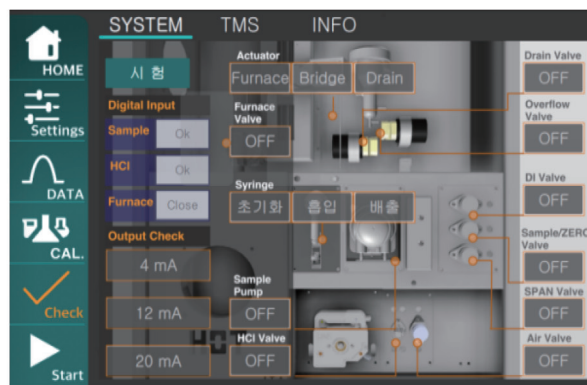 SYSTEM TMS INFO
HOME
Settings
DATA
CAL.
Check
Start
시 험
Digital Input
Sample Ok
HCl Ok
Furnace Close
Output Check
4 mA
12 mA
20 mA
Actuator
Furnace Bridge Drain
Furnace
Valve
OFF
Syringe
초기화 흡입 배출
Sample
Pump
OFF
HCl Valve
OFF
Drain Valve
OFF
Overflow
Valve
OFF
DI Valve
OFF
Sample/ZERO
Valve
OFF
SPAN Valve
OFF
Air Valve
OFF